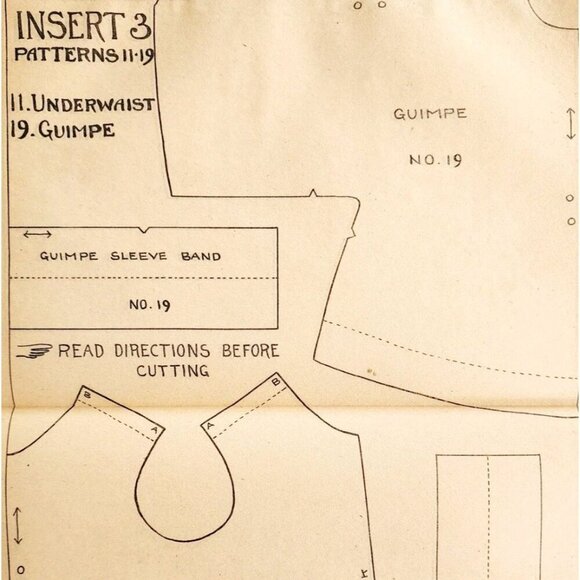 INSERT 3
PATTERNS 11-19
11. UNDERWAIST
19. GUIMPE
GUIMPE
NO. 19
GUIMPE SLEEVE BAND
NO. 19
READ DIRECTIONS BEFORE
CUTTING
B
A
A
B